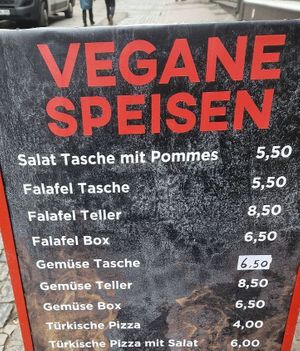 VEGANE
SPEISEN
Salat Tasche mit Pommes 5,50
Falafel Tasche 5,50
Falafel Teller 8,50
Falafel Box 6,50
Gemüse Tasche 6.50
Gemüse Teller 8,50
Gemüse Box 6,50
Türkische Pizza 4,00
Türkische Pizza mit Salat 6,00